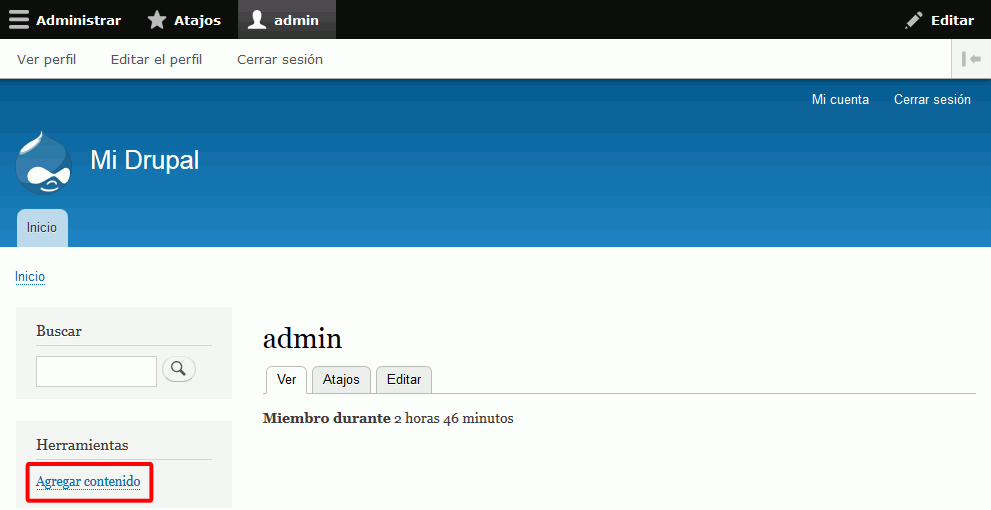 Administrar Atajos admin Editar
Ver perfil Editar el perfil Cerrar sesión
Mi cuenta Cerrar sesión
Mi Drupal
Inicio
Inicio
Buscar
admin
Ver Atajos Editar
Miembro durante 2 horas 46 minutos
Herramientas
Agregar contenido